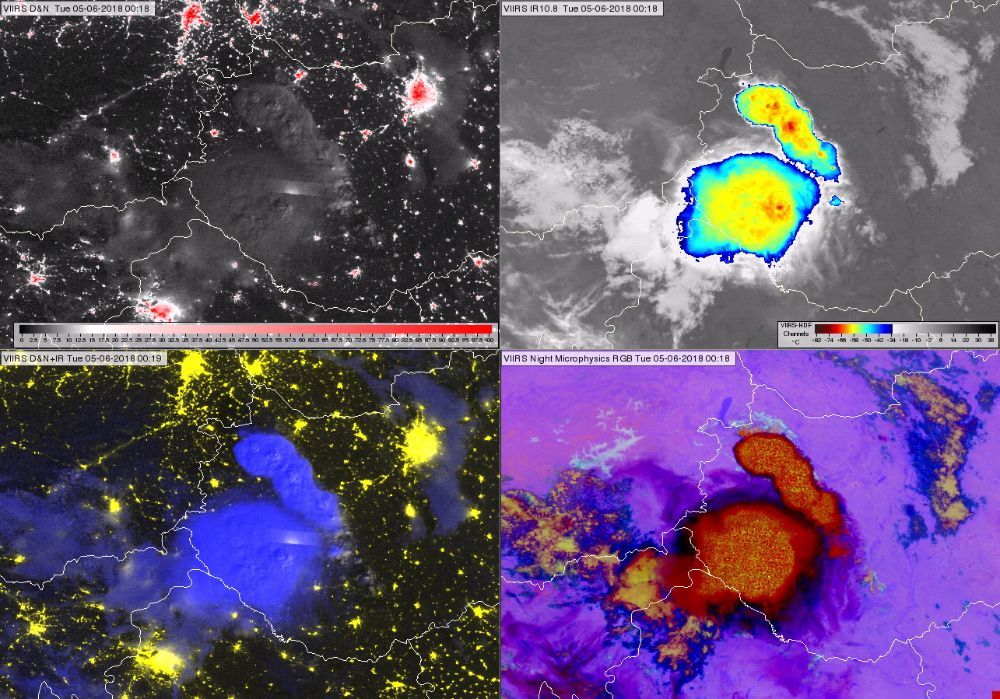 VIIRS D&N Tue 05-06-2018 00:18
VIIRS IR10.8 Tue 05-06-2018 00:18
0 2.5 5 7.5 10 12.5 15 17.5 20 22.5 25 27.5 30 32.5 35 37.5 40 42.5 45 47.5 50 52.5 55 57.5 60 62.5 65 67.5 70 72.5 75 77.5 80 82.5 85 87.5 90 92.5 95 97.5 100
VIIRS-HDF
Channels
°C
-82 -74 -66 -58 -50 -42 -34 -26 -18 -10 -2 6 14 22 30 38
VIIRS D&N+IR Tue 05-06-2018 00:19
VIIRS Night Microphysics RGB Tue 05-06-2018 00:18